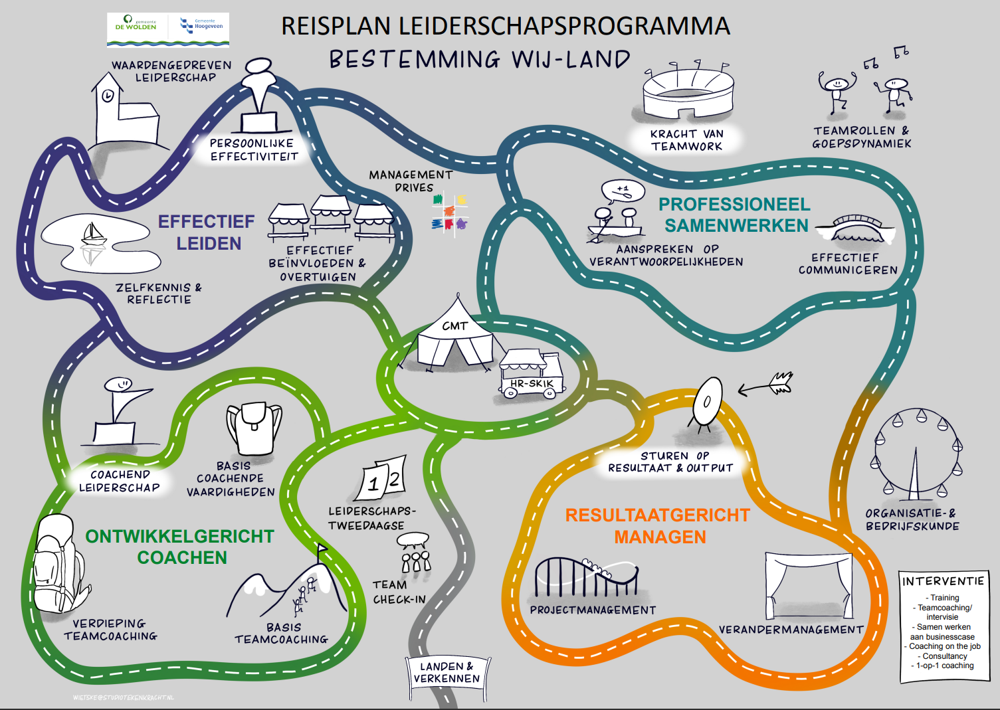 gemeente
DE WOLDEN
Gemeente
Hoogeveen
REISPLAN LEIDERSCHAPSPROGRAMMA
BESTEMMING WIJ-LAND
WAARDENGEDREVEN
LEIDERSCHAP
PERSOONLIJKE
EFFECTIVITEIT
KRACHT VAN
TEAMWORK
TEAMROLLEN &
GOEPSDYNAMIEK
MANAGEMENT
DRIVES
EFFECTIEF
LEIDEN
EFFECTIEF
BEÏNVLOEDEN &
OVERTUIGEN
ZELFKENNIS &
REFLECTIE
+1
PROFESSIONEEL
SAMENWERKEN
AANSPREKEN OP
VERANTWOORDELIJKHEDEN
EFFECTIEF
COMMUNICEREN
CMT
HR-SKIK
COACHEND
LEIDERSCHAP
BASIS
COACHENDE
VAARDIGHEDEN
STUREN OP
RESULTAAT & OUTPUT
1 2
LEIDERSCHAPS-
TWEEDAAGSE
ORGANISATIE- &
BEDRIJFSKUNDE
ONTWIKKELGERICHT
COACHEN
RESULTAATGERICHT
MANAGEN
TEAM
CHECK-IN
VERDIEPING
TEAMCOACHING
BASIS
TEAMCOACHING
PROJECTMANAGEMENT
VERANDERMANAGEMENT
LANDEN &
VERKENNEN
INTERVENTIE
- Training
- Teamcoaching/
intervisie
- Samen werken
aan businesscase
- Coaching on the job
- Consultancy
- 1-op-1 coaching
WIETSKE@STUDIOTEKENKRACHT.NL